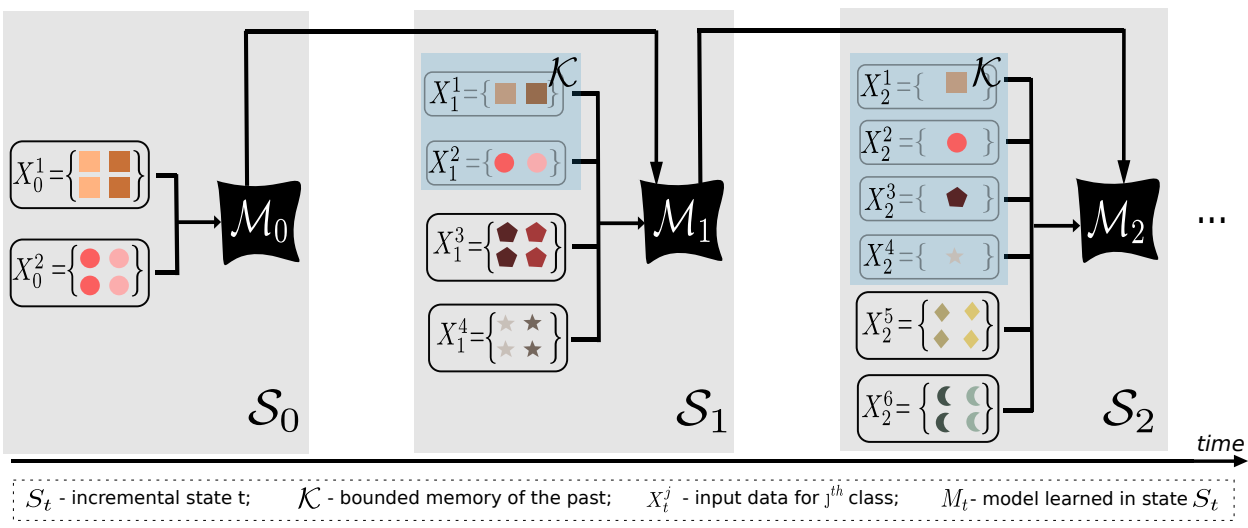 X_0^1={ }
X_0^2={ }
M_0
S_0
K
X_1^1={ }
X_1^2={ }
X_1^3={ }
X_1^4={ }
M_1
S_1
K
X_2^1={ }
X_2^2={ }
X_2^3={ }
X_2^4={ }
X_2^5={ }
X_2^6={ }
M_2
S_2
...
time
S_t - incremental state t; K - bounded memory of the past; X_t^j - input data for j^th class; M_t - model learned in state S_t